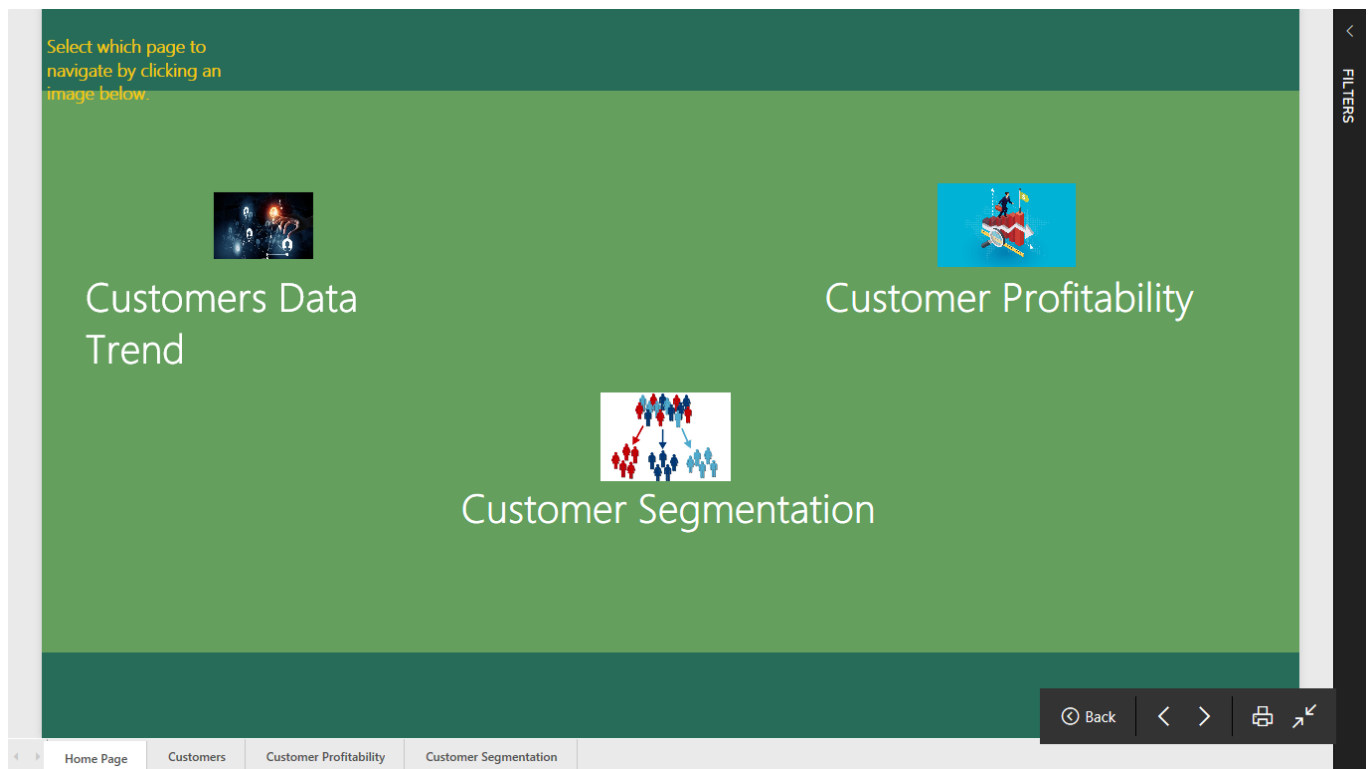 Select which page to
navigate by clicking an
image below.
FILTERS
Customers Data
Trend
Customer Profitability
Customer Segmentation
Back
Home Page
Customers
Customer Profitability
Customer Segmentation